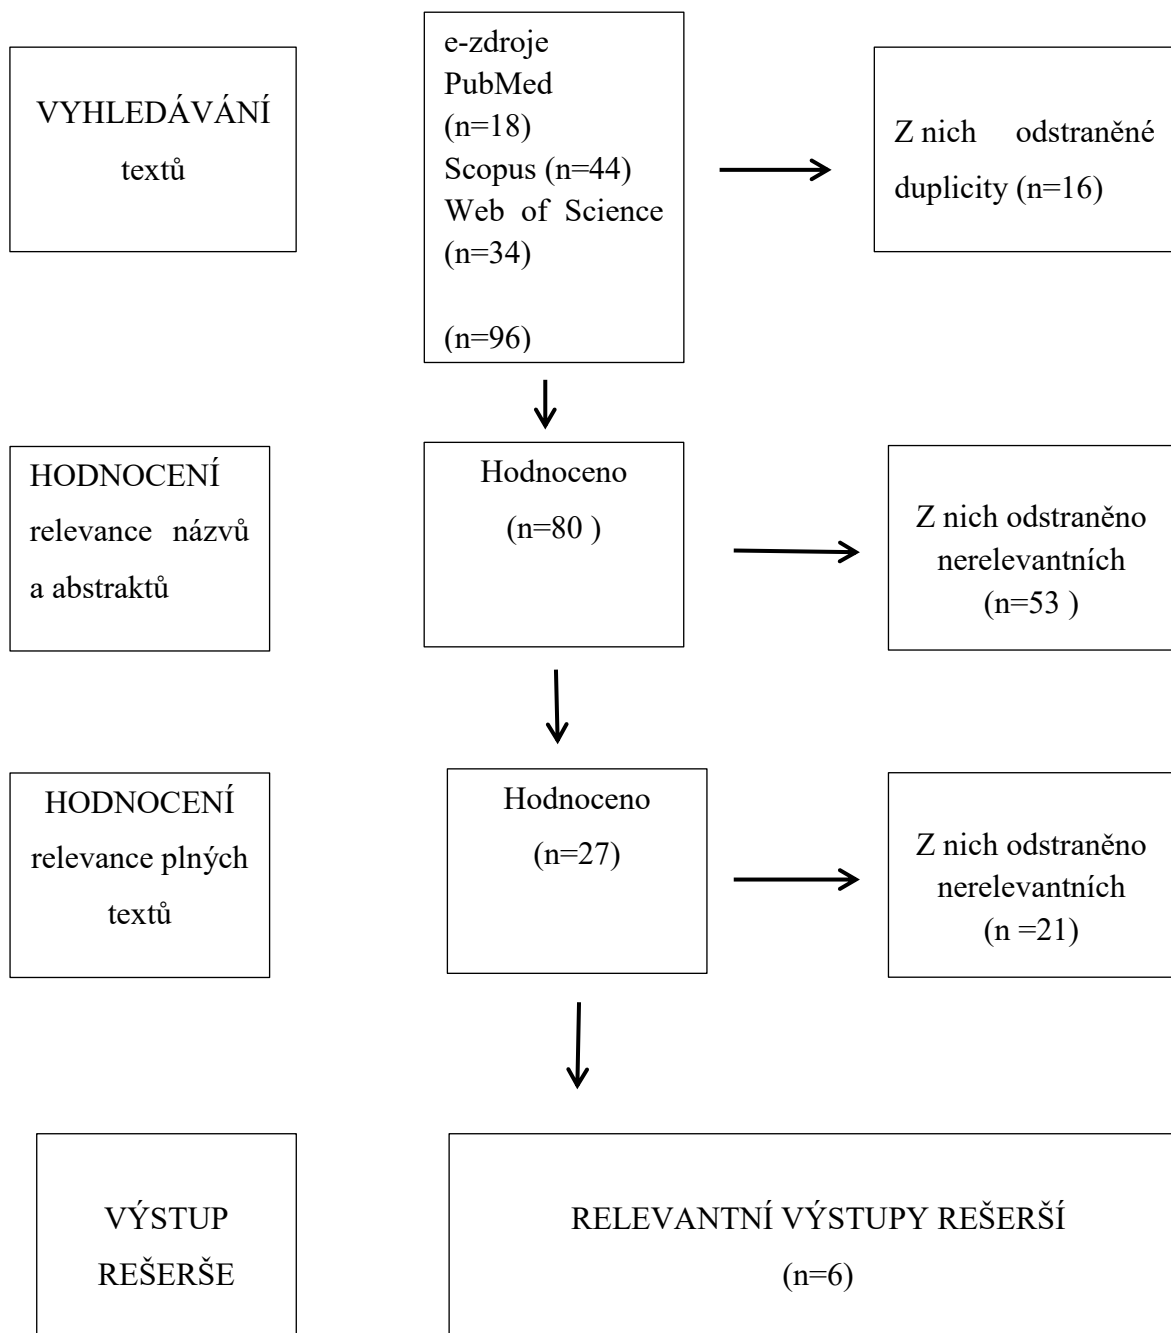 VYHLEDÁVÁNÍ
textů
e-zdroje
PubMed
(n=18)
Scopus (n=44)
Web of Science
(n=34)
(n=96)
Z nich odstraněné
duplicity (n=16)
HODNOCENÍ
relevance názvů
a abstraktů
Hodnoceno
(n=80 )
Z nich odstraněno
nerelevantních
(n=53 )
HODNOCENÍ
relevance plných
textů
Hodnoceno
(n=27)
Z nich odstraněno
nerelevantních
(n =21)
VÝSTUP
REŠERŠE
RELEVANTNÍ VÝSTUPY REŠERŠÍ
(n=6)